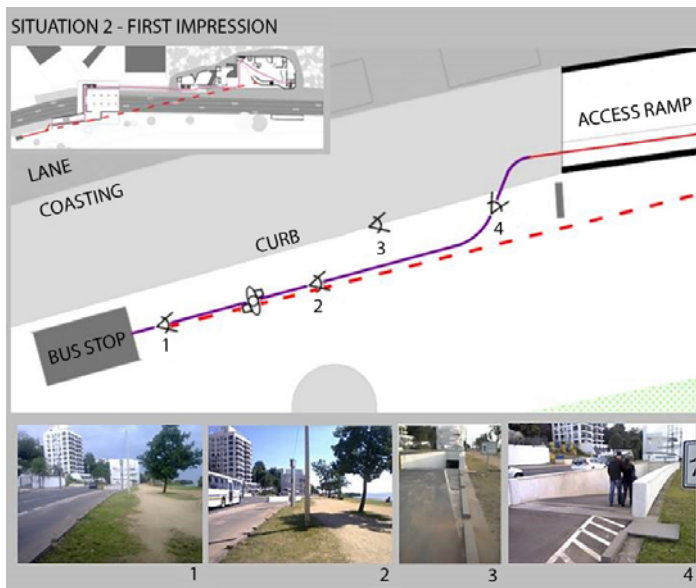 SITUATION 2 - FIRST IMPRESSION
ACCESS RAMP
LANE
COASTING
CURB
4
3
2
1
BUS STOP
1
2
3
4